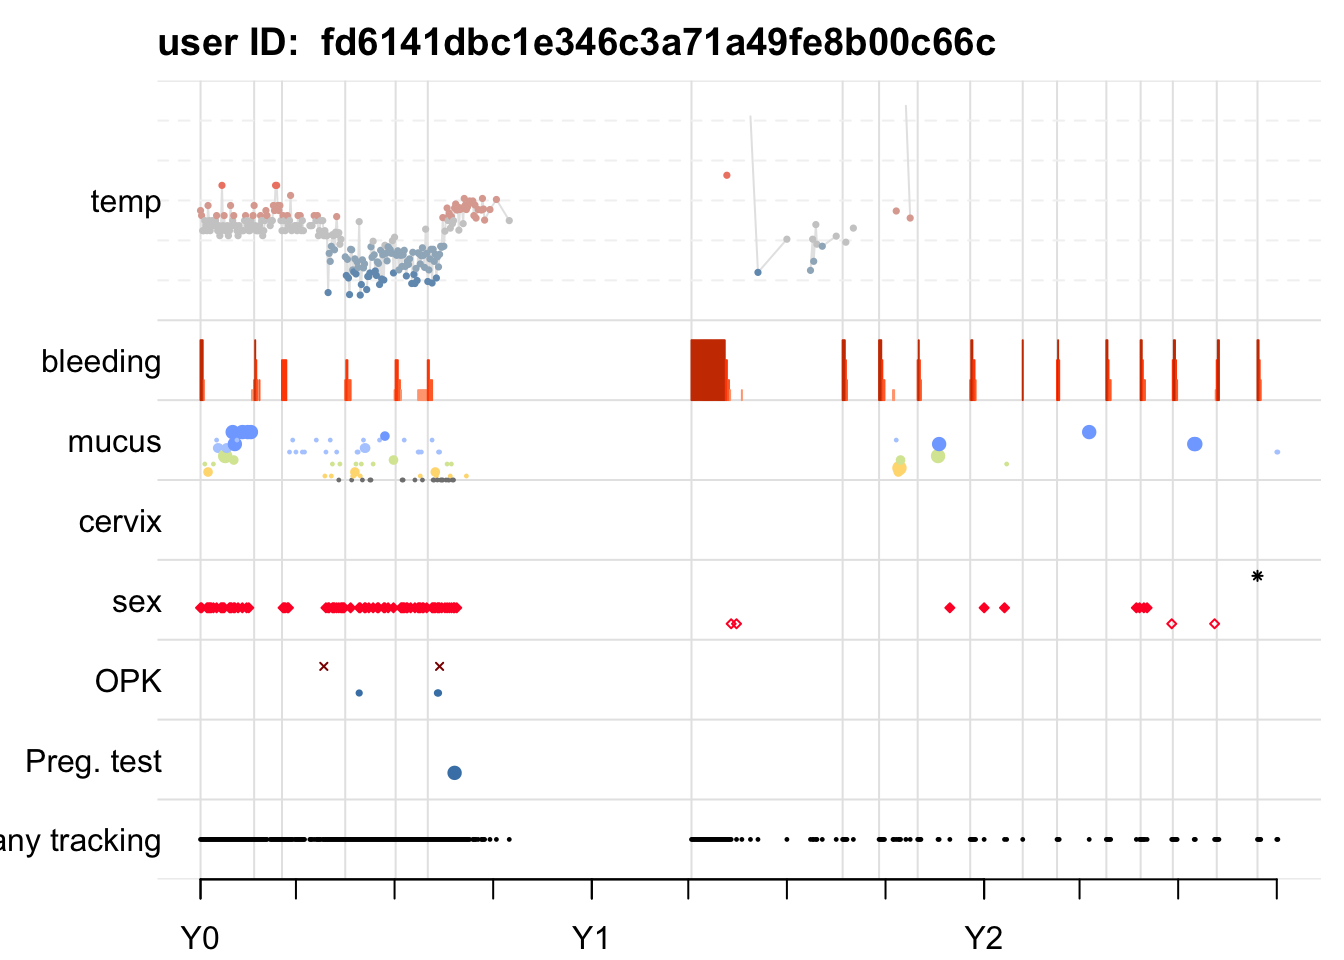 user ID:  fd6141dbc1e346c3a71a49fe8b00c66c
temp
bleeding
mucus
cervix
sex
OPK
Preg. test
any tracking
Y0 Y1 Y2